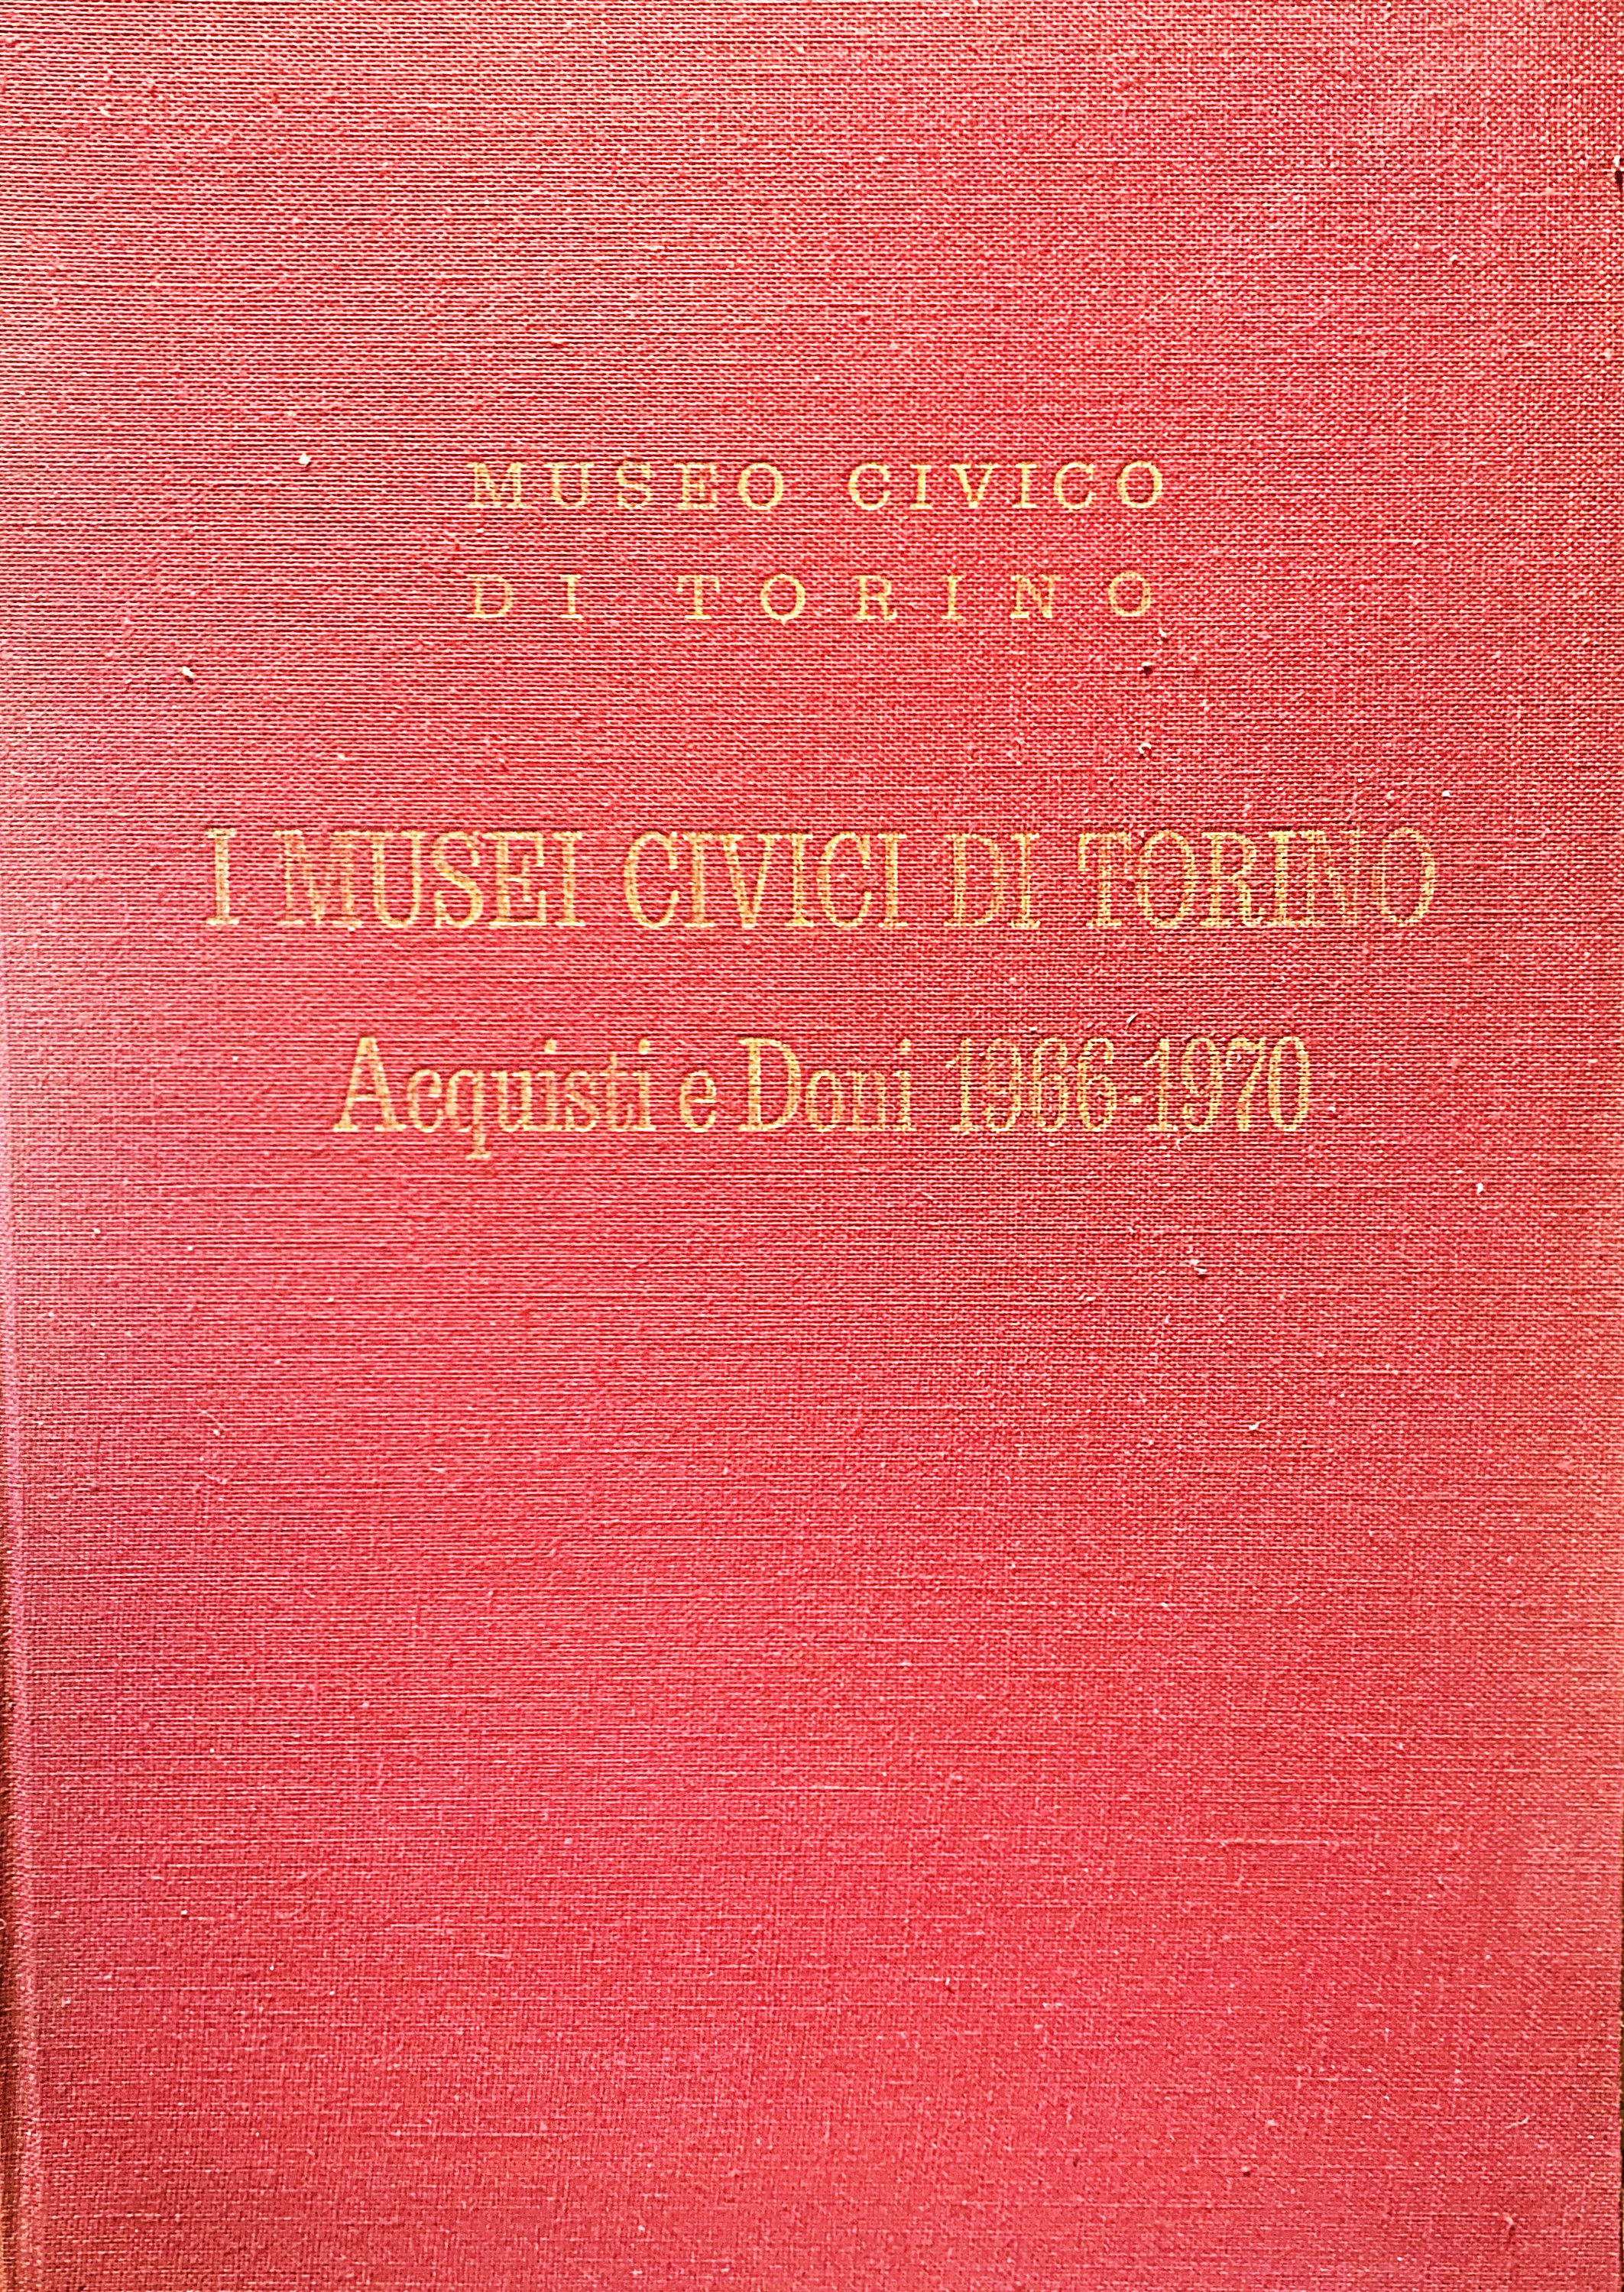 MUSEO CIVICO
DI TORINO
I MUSEI CIVICI DI TORINO
Acquisti e Doni 1966-1970